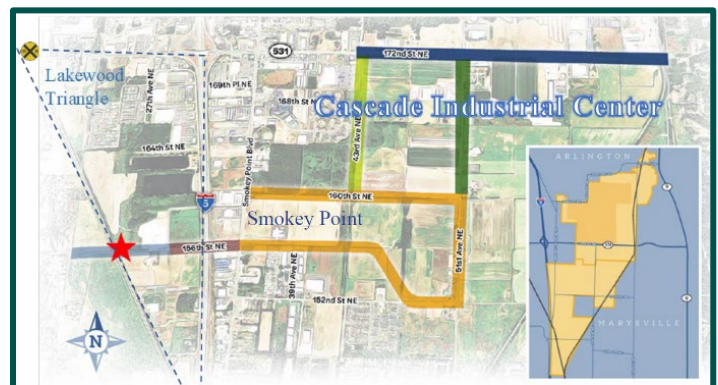 531
172nd St NE
Lakewood
Triangle
27th Ave NE
169th Pl NE
168th St NE
Cascade Industrial Center
43rd Ave NE
164th St NE
Smokey Point Blvd
5
160th St NE
Smokey Point
51st Ave NE
156th St NE
39th Ave NE
152nd St NE
N
ARLINGTON
MARYSVILLE